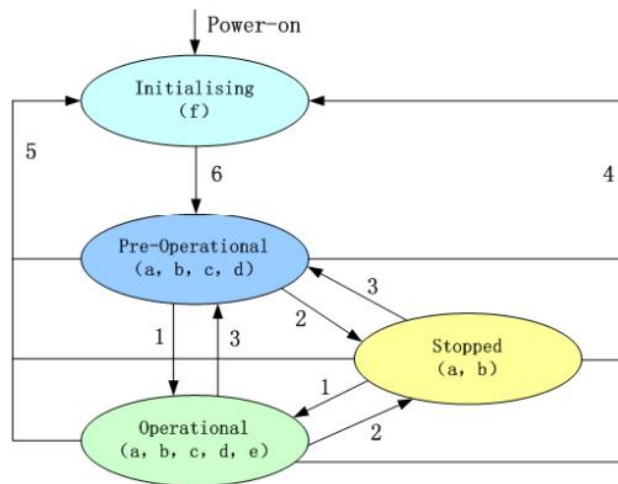 Power-on
Initialising
(f)
5
4
6
Pre-Operational
(a, b, c, d)
3
2
1
3
Stopped
(a, b)
1
Operational
(a, b, c, d, e)
2